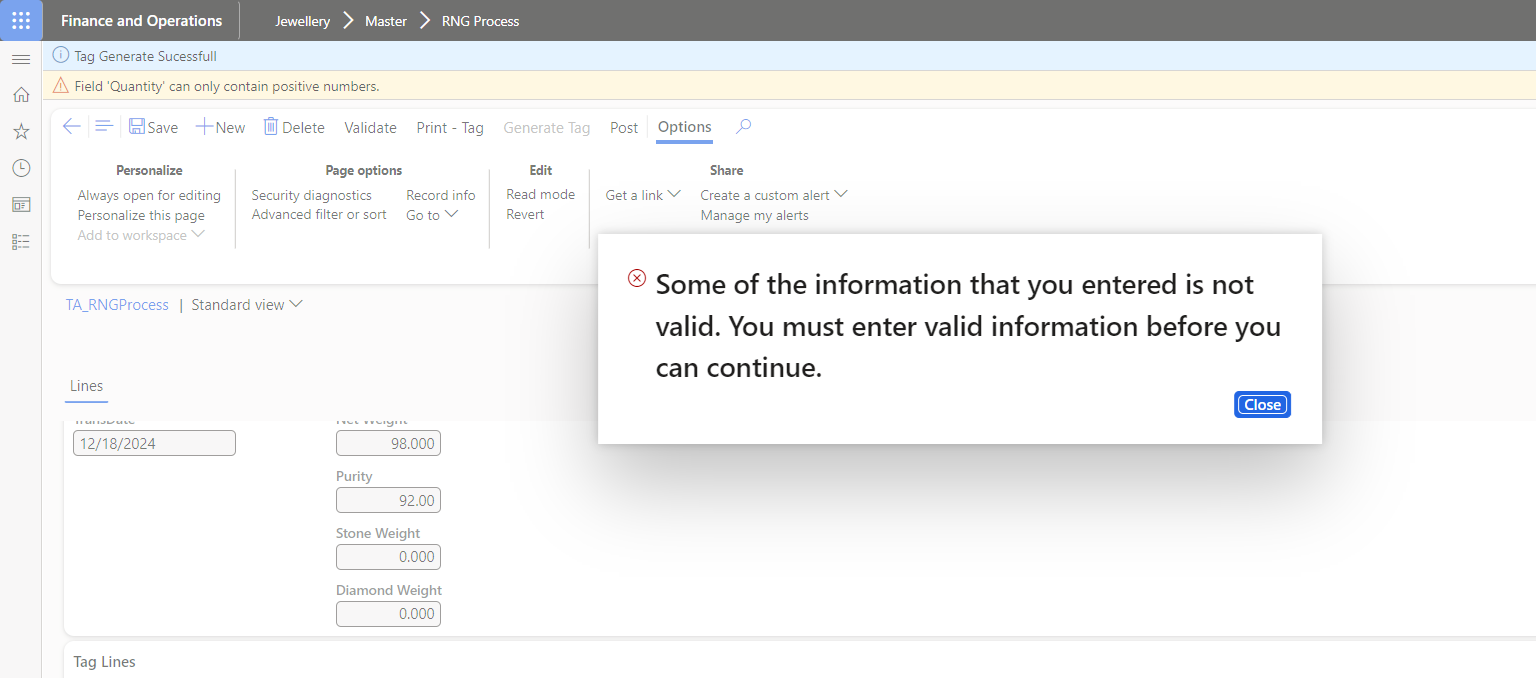 Finance and Operations
Jewellery > Master > RNG Process
Tag Generate Sucessfull
Field 'Quantity' can only contain positive numbers.
Save New Delete Validate Print - Tag Generate Tag Post Options
Personalize
Always open for editing
Personalize this page
Add to workspace
Page options
Security diagnostics
Advanced filter or sort
Record info
Go to
Edit
Read mode
Revert
Share
Get a link
Create a custom alert
Manage my alerts
Some of the information that you entered is not
valid. You must enter valid information before you
can continue.
Close
TA_RNGProcess | Standard view
Lines
TransDate
12/18/2024
Net Weight
98.000
Purity
92.00
Stone Weight
0.000
Diamond Weight
0.000
Tag Lines